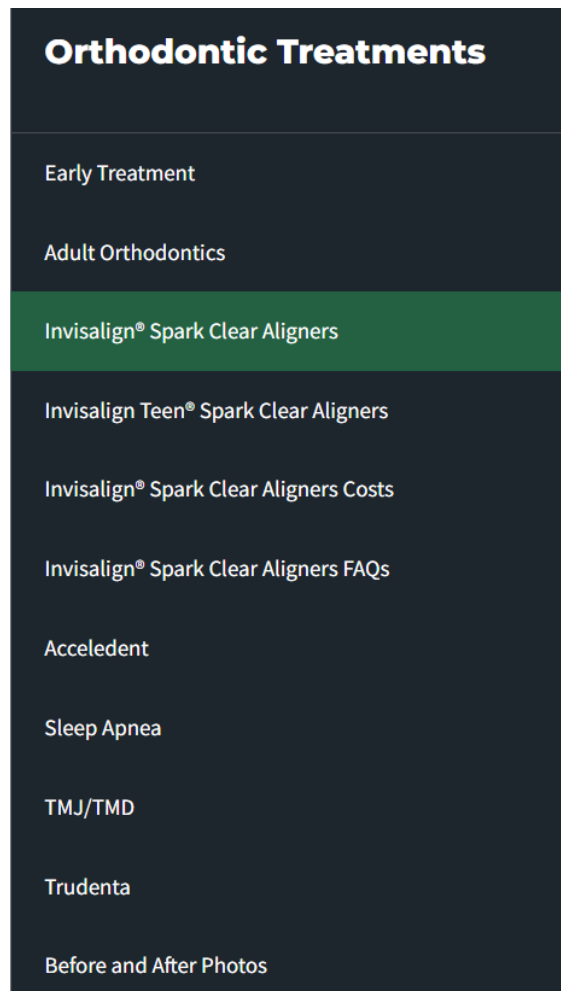 Orthodontic Treatments
Early Treatment
Adult Orthodontics
Invisalign® Spark Clear Aligners
Invisalign Teen® Spark Clear Aligners
Invisalign® Spark Clear Aligners Costs
Invisalign® Spark Clear Aligners FAQs
Acceledent
Sleep Apnea
TMJ/TMD
Trudenta
Before and After Photos